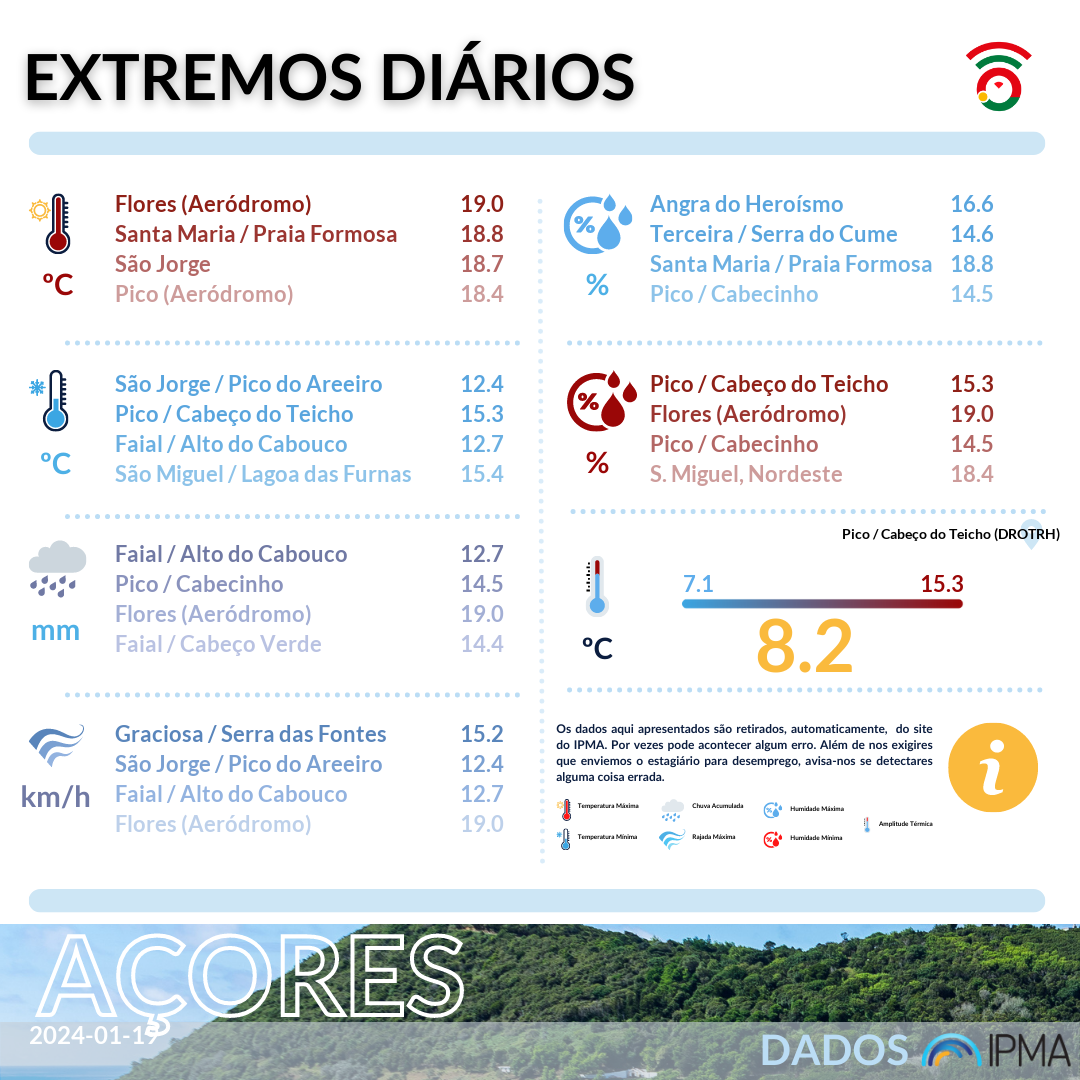 EXTREMOS DIÁRIOS
Flores (Aeródromo) 19.0
Santa Maria / Praia Formosa 18.8
São Jorge 18.7
Pico (Aeródromo) 18.4
ºC
São Jorge / Pico do Areeiro 12.4
Pico / Cabeço do Teicho 15.3
Faial / Alto do Cabouco 12.7
São Miguel / Lagoa das Furnas 15.4
ºC
Faial / Alto do Cabouco 12.7
Pico / Cabecinho 14.5
Flores (Aeródromo) 19.0
Faial / Cabeço Verde 14.4
mm
Graciosa / Serra das Fontes 15.2
São Jorge / Pico do Areeiro 12.4
Faial / Alto do Cabouco 12.7
Flores (Aeródromo) 19.0
km/h
Angra do Heroísmo 16.6
Terceira / Serra do Cume 14.6
Santa Maria / Praia Formosa 18.8
Pico / Cabecinho 14.5
%
%
Pico / Cabeço do Teicho 15.3
Flores (Aeródromo) 19.0
Pico / Cabecinho 14.5
S. Miguel, Nordeste 18.4
%
%
Pico / Cabeço do Teicho (DROTRH)
7.1 15.3
8.2
ºC
Os dados aqui apresentados são retirados, automaticamente, do site
do IPMA. Por vezes pode acontecer algum erro. Além de nos exigires
que enviemos o estagiário para desemprego, avisa-nos se detectares
alguma coisa errada.
i
Temperatura Máxima Chuva Acumulada Humidade Máxima
Amplitude Térmica
Temperatura Mínima Rajada Máxima Humidade Mínima
AÇORES
2024-01-19
DADOS IPMA